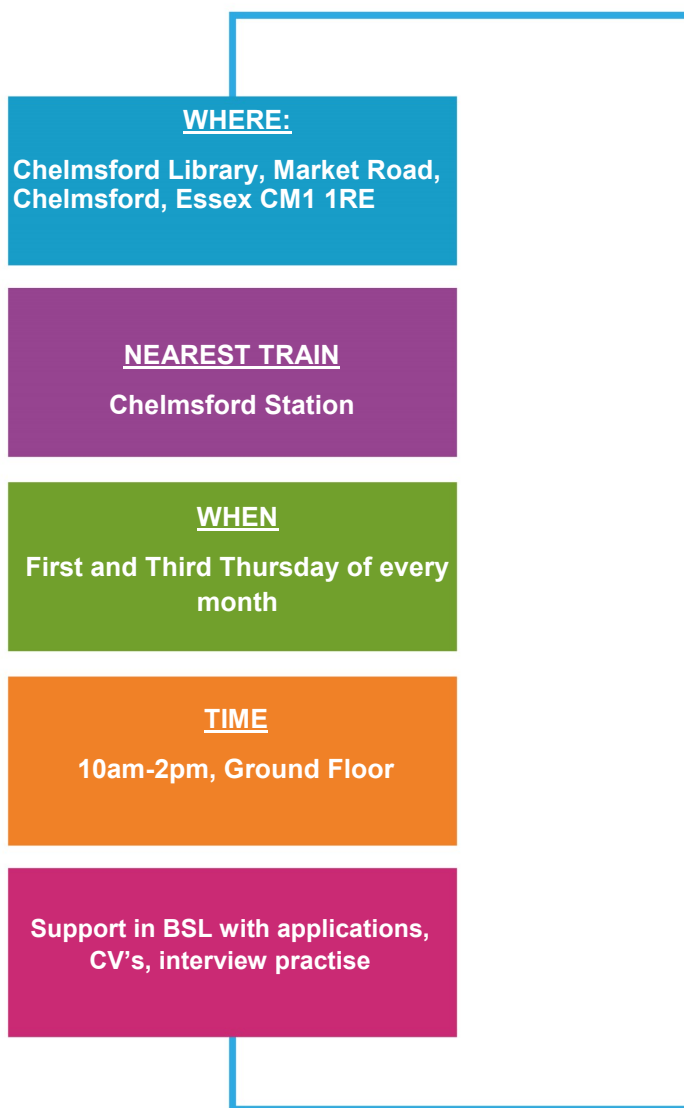 WHERE:
Chelmsford Library, Market Road,
Chelmsford, Essex CM1 1RE
NEAREST TRAIN
Chelmsford Station
WHEN
First and Third Thursday of every
month
TIME
10am-2pm, Ground Floor
Support in BSL with applications,
CV’s, interview practise